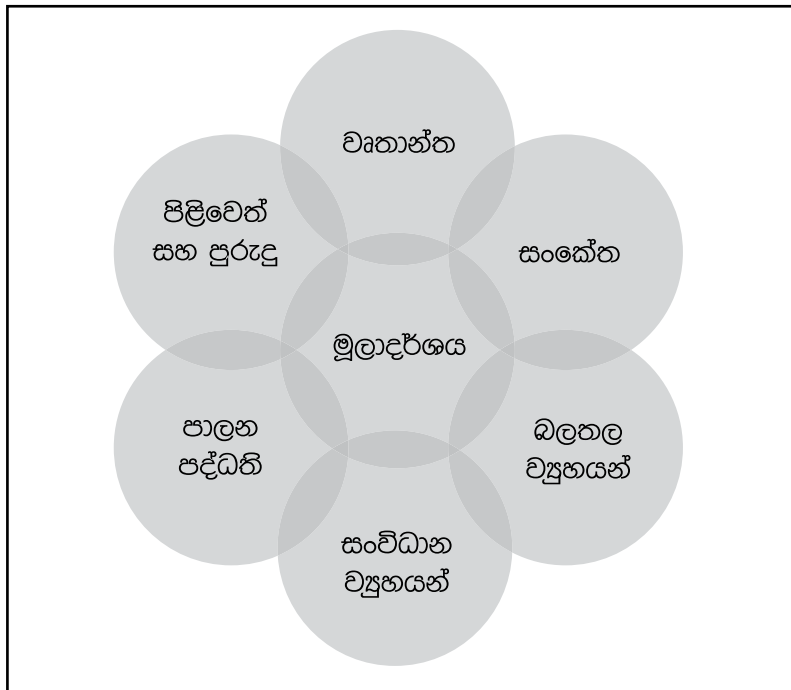 වෘතාන්ත
පිළිවෙත්
සහ පුරුදු
සංකේත
මූලාදර්ශය
පාලන
පද්ධති
බලතල
ව්‍යුහයන්
සංවිධාන
ව්‍යුහයන්